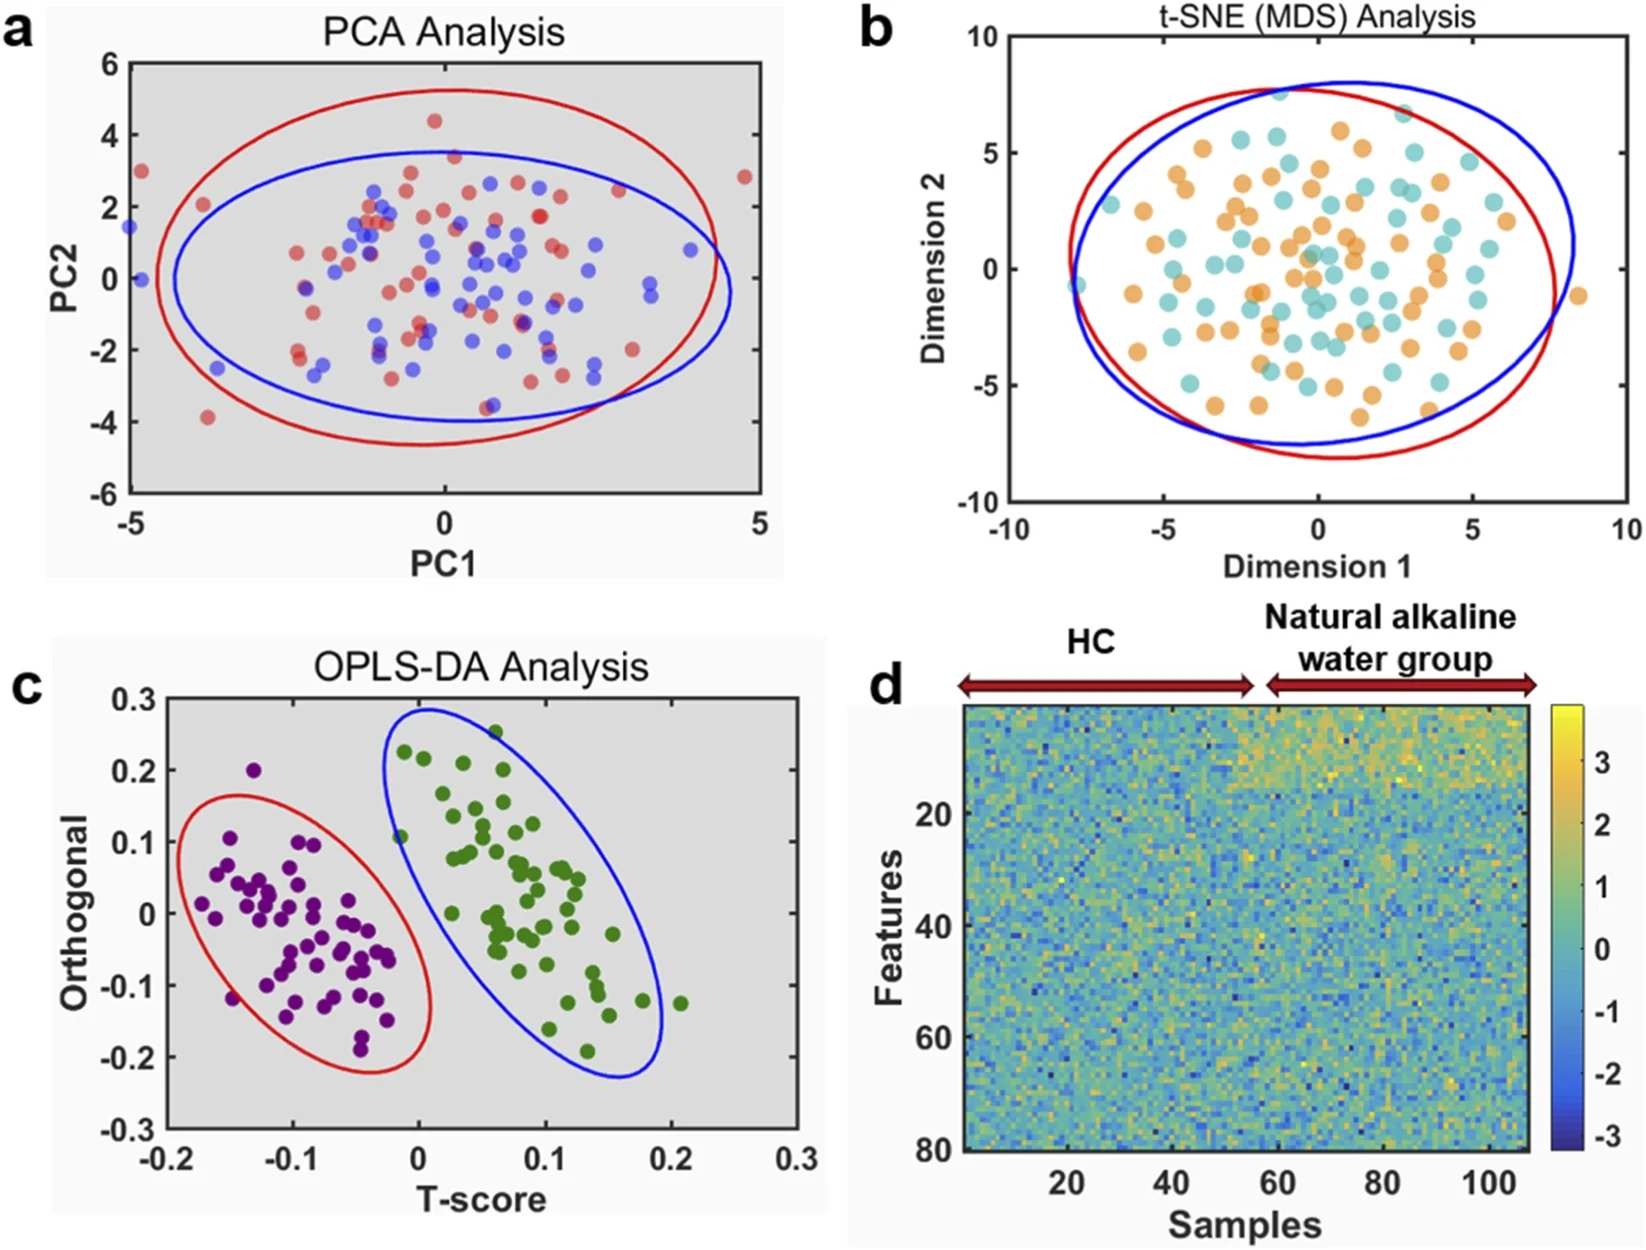 a
PCA Analysis
6
4
2
0
-2
-4
-6
PC2
-5 0 5
PC1
b
t-SNE (MDS) Analysis
10
5
0
-5
-10
Dimension 2
-10 -5 0 5 10
Dimension 1
c
OPLS-DA Analysis
0.3
0.2
0.1
0
-0.1
-0.2
-0.3
Orthogonal
-0.2 -0.1 0 0.1 0.2 0.3
T-score
d
HC
Natural alkaline
water group
20
40
60
80
Features
20 40 60 80 100
Samples
3
2
1
0
-1
-2
-3